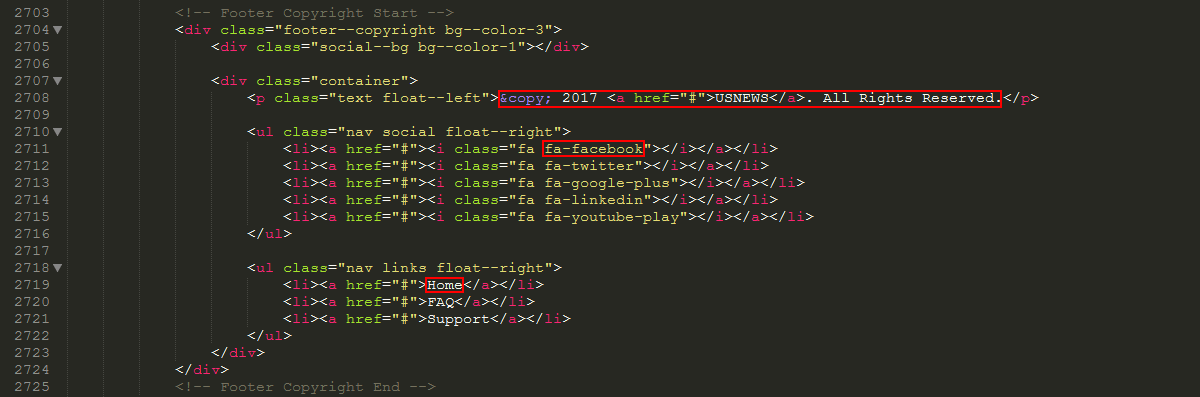 2703 <!-- Footer Copyright Start -->
2704 <div class="footer--copyright bg--color-3">
2705 <div class="social--bg bg--color-1"></div>
2706
2707 <div class="container">
2708 <p class="text float--left">&copy; 2017 <a href="#">USNEWS</a>. All Rights Reserved.</p>
2709
2710 <ul class="nav social float--right">
2711 <li><a href="#"><i class="fa fa-facebook"></i></a></li>
2712 <li><a href="#"><i class="fa fa-twitter"></i></a></li>
2713 <li><a href="#"><i class="fa fa-google-plus"></i></a></li>
2714 <li><a href="#"><i class="fa fa-linkedin"></i></a></li>
2715 <li><a href="#"><i class="fa fa-youtube-play"></i></a></li>
2716 </ul>
2717
2718 <ul class="nav links float--right">
2719 <li><a href="#">Home</a></li>
2720 <li><a href="#">FAQ</a></li>
2721 <li><a href="#">Support</a></li>
2722 </ul>
2723 </div>
2724 </div>
2725 <!-- Footer Copyright End -->